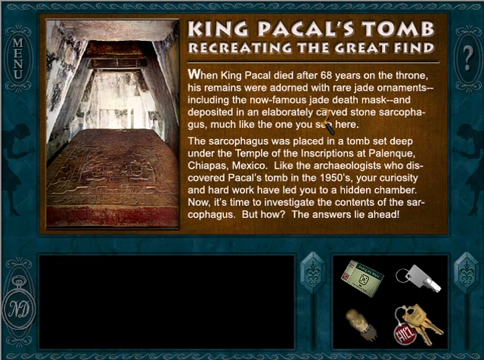 KING PACAL'S TOMB
RECREATING THE GREAT FIND
MENU
?
When King Pacal died after 68 years on the throne,
his remains were adorned with rare jade ornaments--
including the now-famous jade death mask--and
deposited in an elaborately carved stone sarcopha-
gus, much like the one you see here.
The sarcophagus was placed in a tomb set deep
under the Temple of the Inscriptions at Palenque,
Chiapas, Mexico. Like the archaeologists who dis-
covered Pacal's tomb in the 1950's, your curiosity
and hard work have led you to a hidden chamber.
Now, it's time to investigate the contents of the sar-
cophagus. But how? The answers lie ahead!
ND